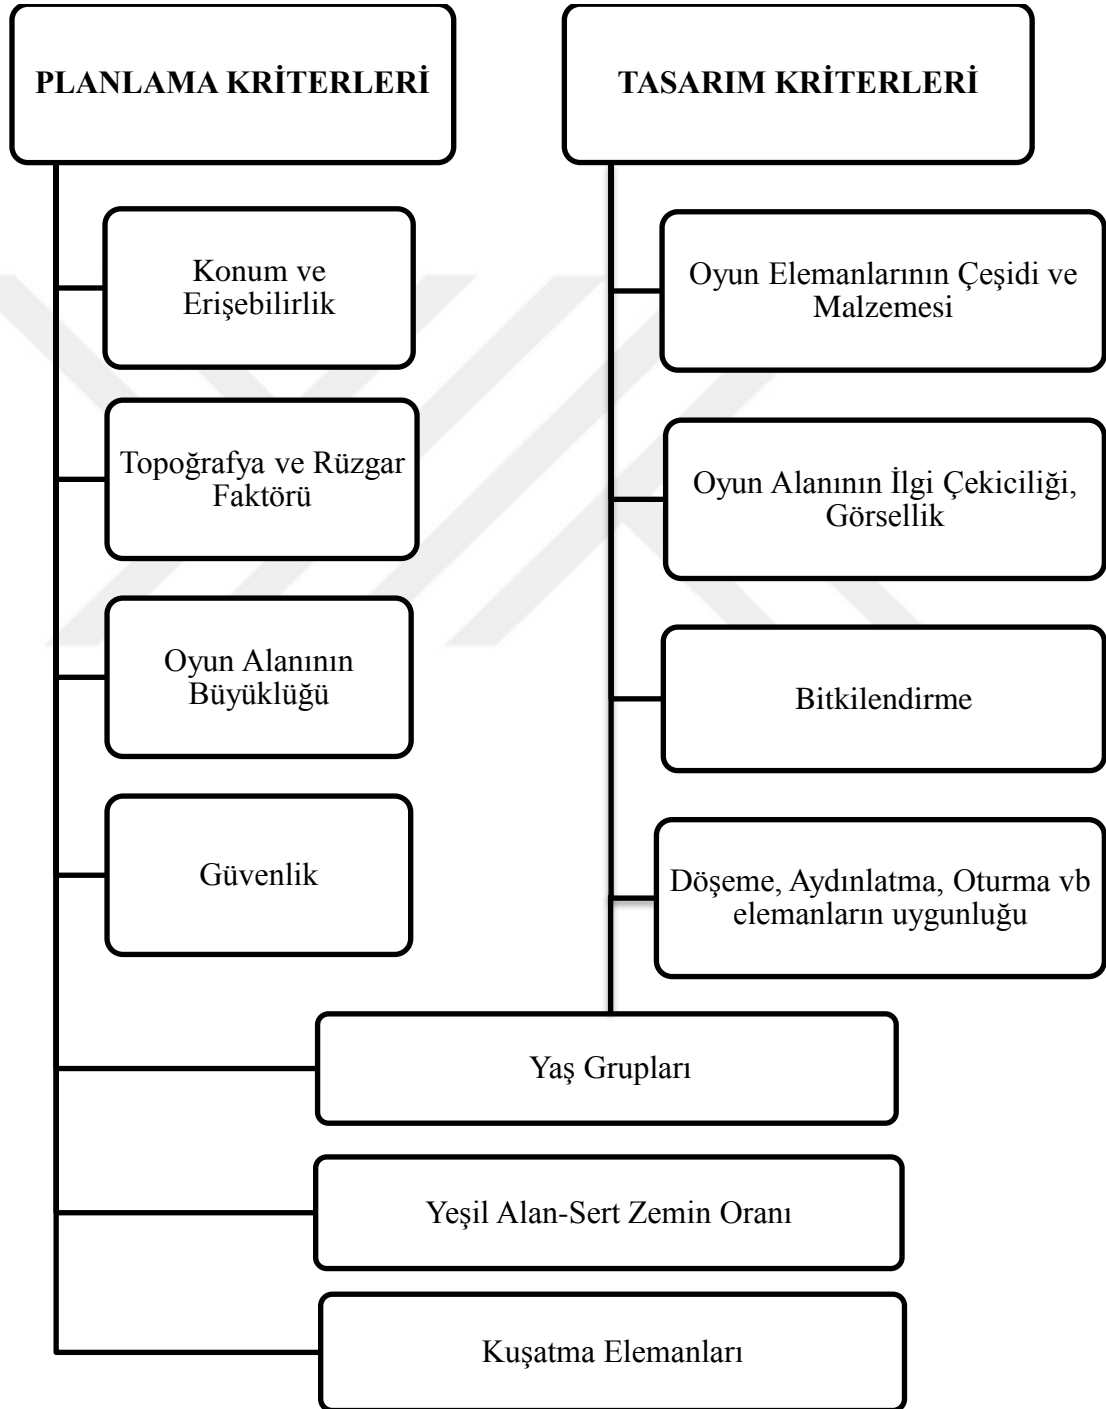 PLANLAMA KRİTERLERİ
Konum ve
Erişebilirlik
Topoğrafya ve Rüzgar
Faktörü
Oyun Alanının
Büyüklüğü
Güvenlik
TASARIM KRİTERLERİ
Oyun Elemanlarının Çeşidi ve
Malzemesi
Oyun Alanının İlgi Çekiciliği,
Görsellik
Bitkilendirme
Döşeme, Aydınlatma, Oturma vb
elemanların uygunluğu
Yaş Grupları
Yeşil Alan-Sert Zemin Oranı
Kuşatma Elemanları